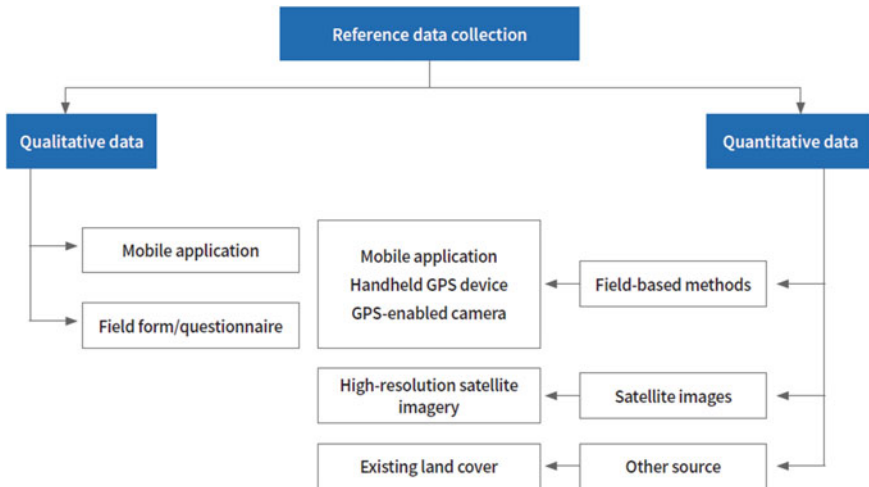 Reference data collection
Qualitative data
Quantitative data
Mobile application
Field form/questionnaire
Mobile application
Handheld GPS device
GPS-enabled camera
Field-based methods
High-resolution satellite
imagery
Satellite images
Existing land cover
Other source